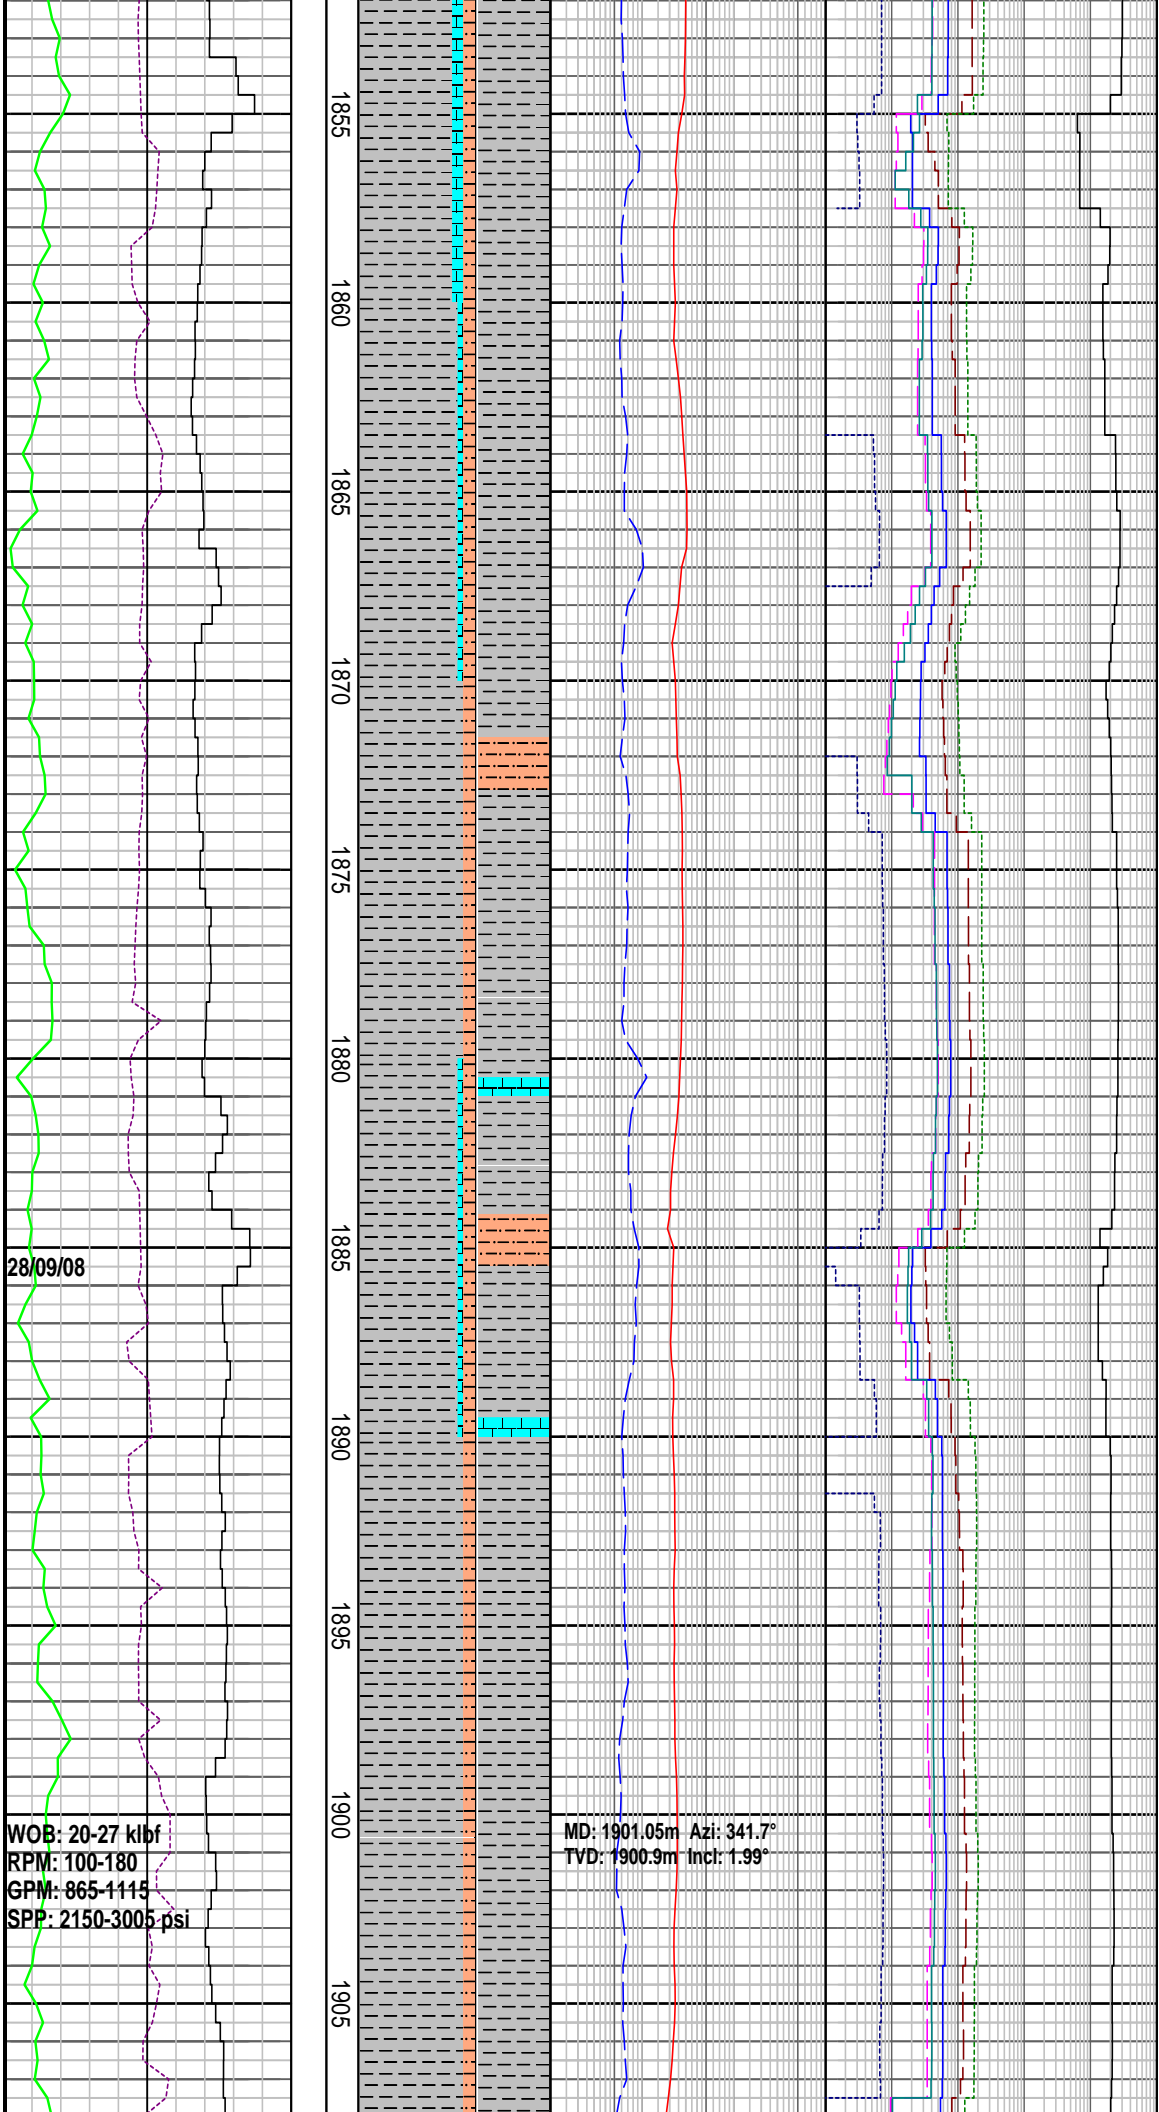 1855
1860
1865
1870
1875
1880
1885
28/09/08
1890
1895
1900
WOB: 20-27 klbf
RPM: 100-180
GPM: 865-1115
SPP: 2150-3005 psi
MD: 1901.05m Azi: 341.7°
TVD: 1900.9m Incl: 1.99°
1905